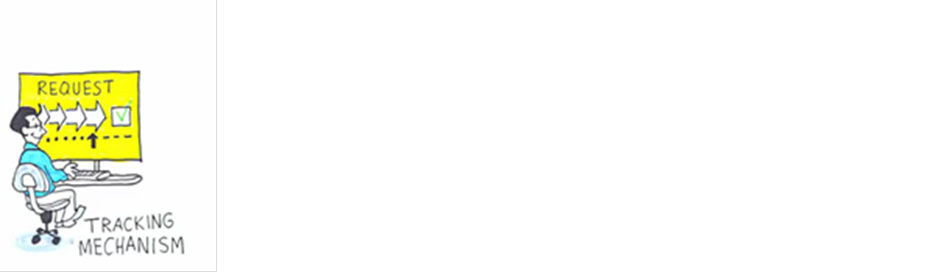 REQUEST
TRACKING
MECHANISM